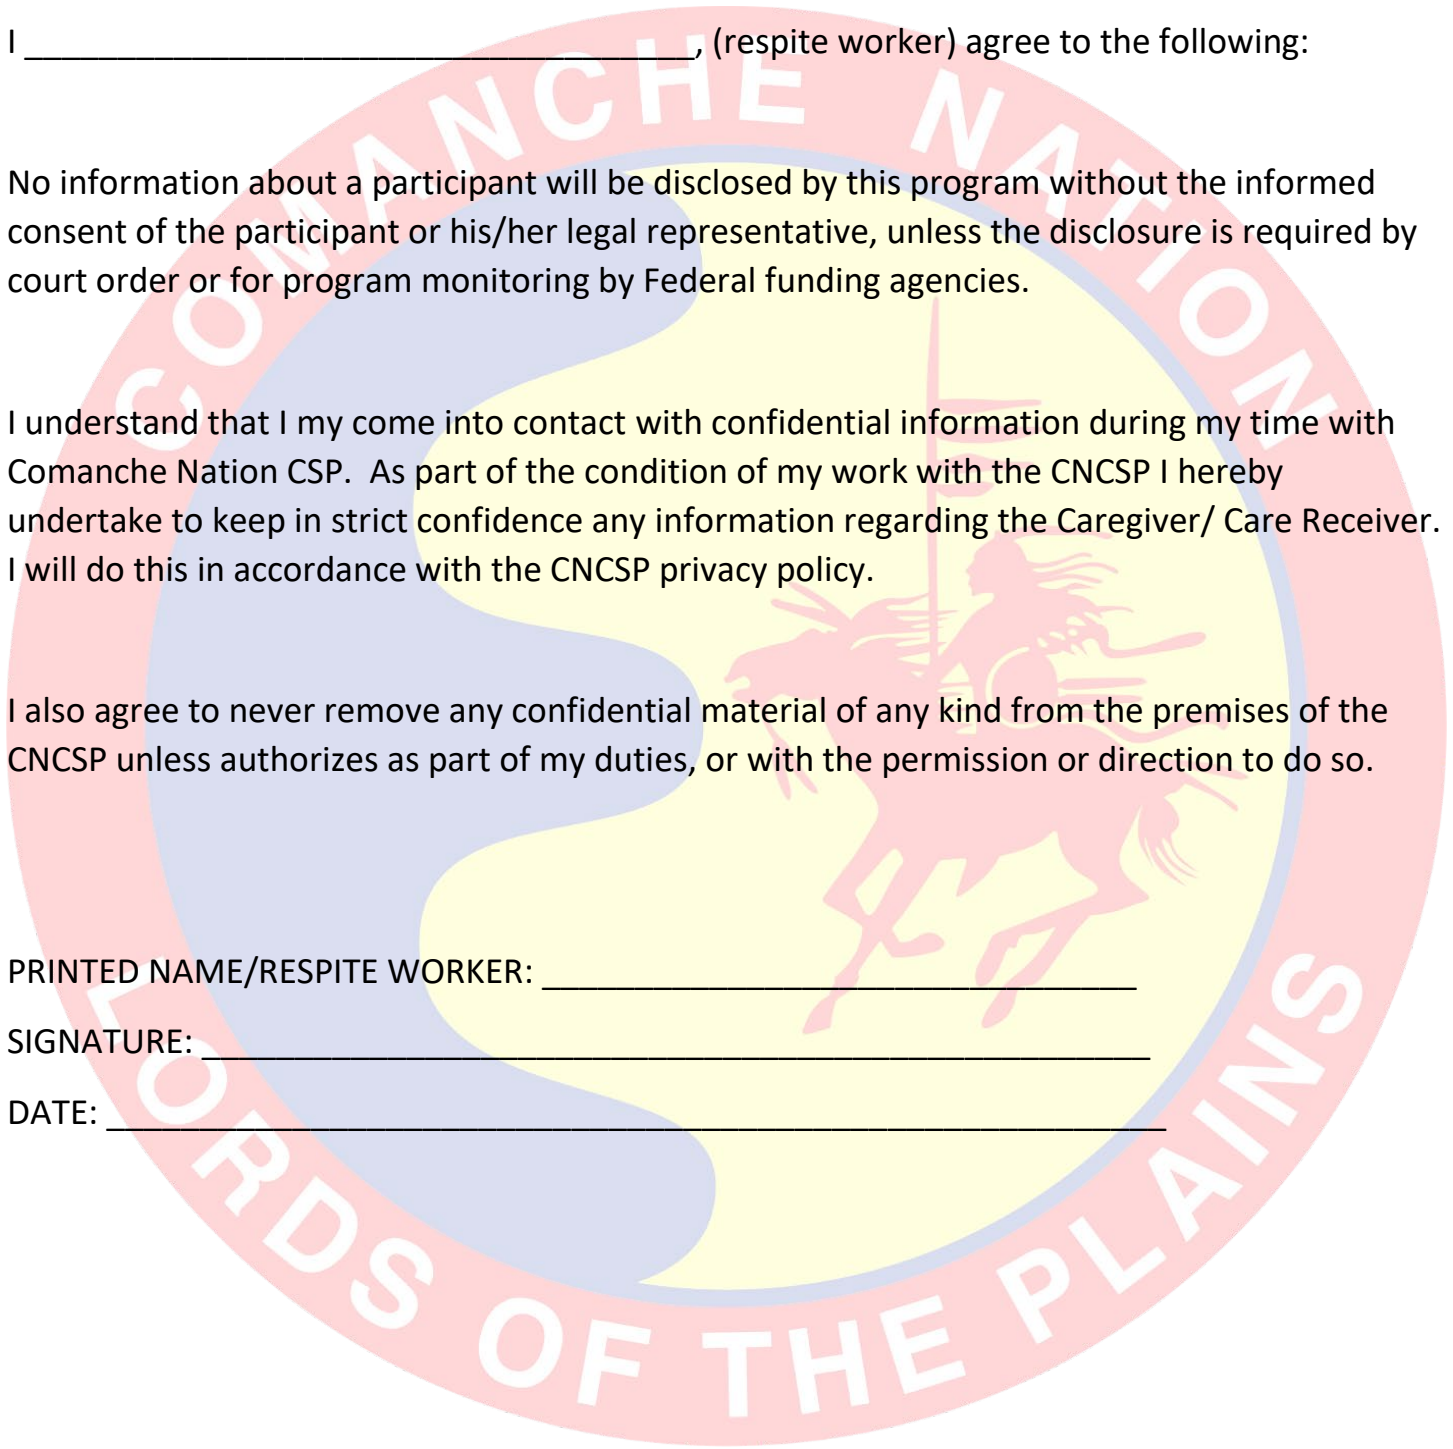 I ____________________________________, (respite worker) agree to the following:
No information about a participant will be disclosed by this program without the informed
consent of the participant or his/her legal representative, unless the disclosure is required by
court order or for program monitoring by Federal funding agencies.
I understand that I my come into contact with confidential information during my time with
Comanche Nation CSP.  As part of the condition of my work with the CNCSP I hereby
undertake to keep in strict confidence any information regarding the Caregiver/ Care Receiver.
I will do this in accordance with the CNCSP privacy policy.
I also agree to never remove any confidential material of any kind from the premises of the
CNCSP unless authorizes as part of my duties, or with the permission or direction to do so.
PRINTED NAME/RESPITE WORKER: ________________________________
SIGNATURE: ___________________________________________________
DATE: _________________________________________________________
COMANCHE NATION
LORDS OF THE PLAINS